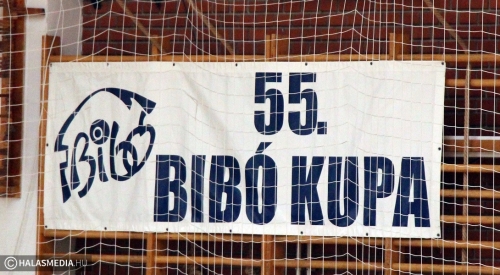 55.
Bibó
BIBÓ KUPA
© HALASMEDIA.HU